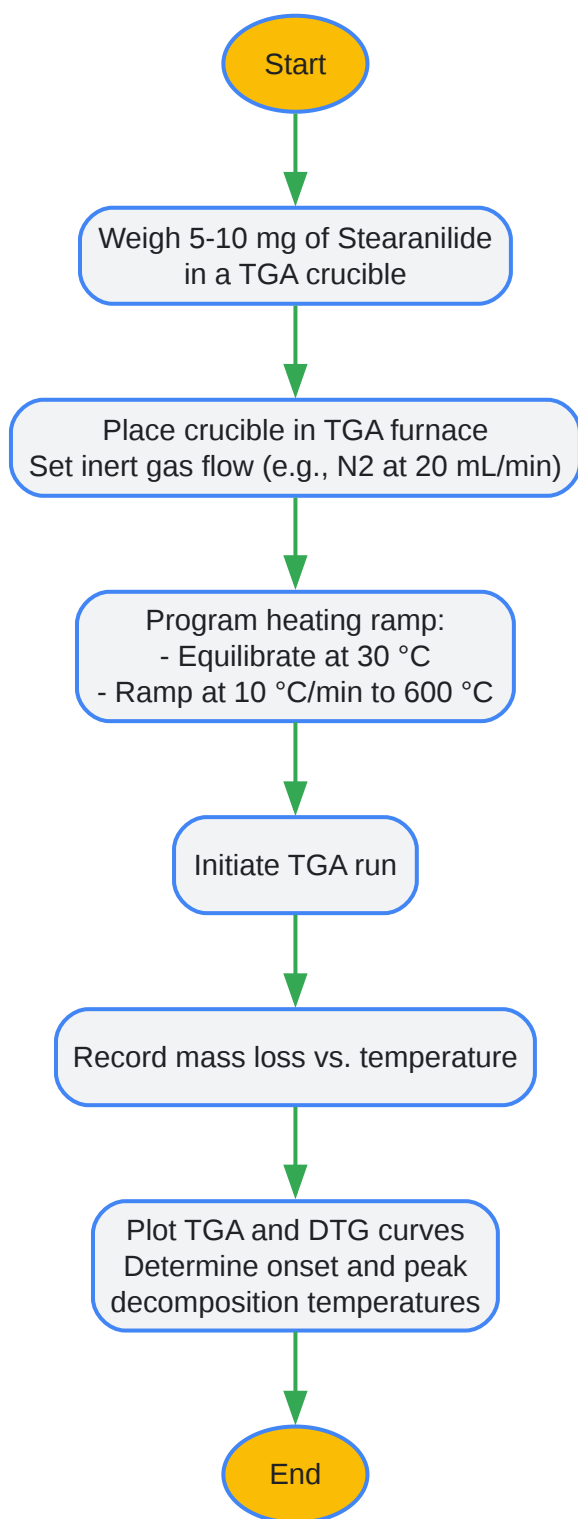 Start
Weigh 5-10 mg of Stearanilide
in a TGA crucible
Place crucible in TGA furnace
Set inert gas flow (e.g., N2 at 20 mL/min)
Program heating ramp:
- Equilibrate at 30 °C
- Ramp at 10 °C/min to 600 °C
Initiate TGA run
Record mass loss vs. temperature
Plot TGA and DTG curves
Determine onset and peak
decomposition temperatures
End